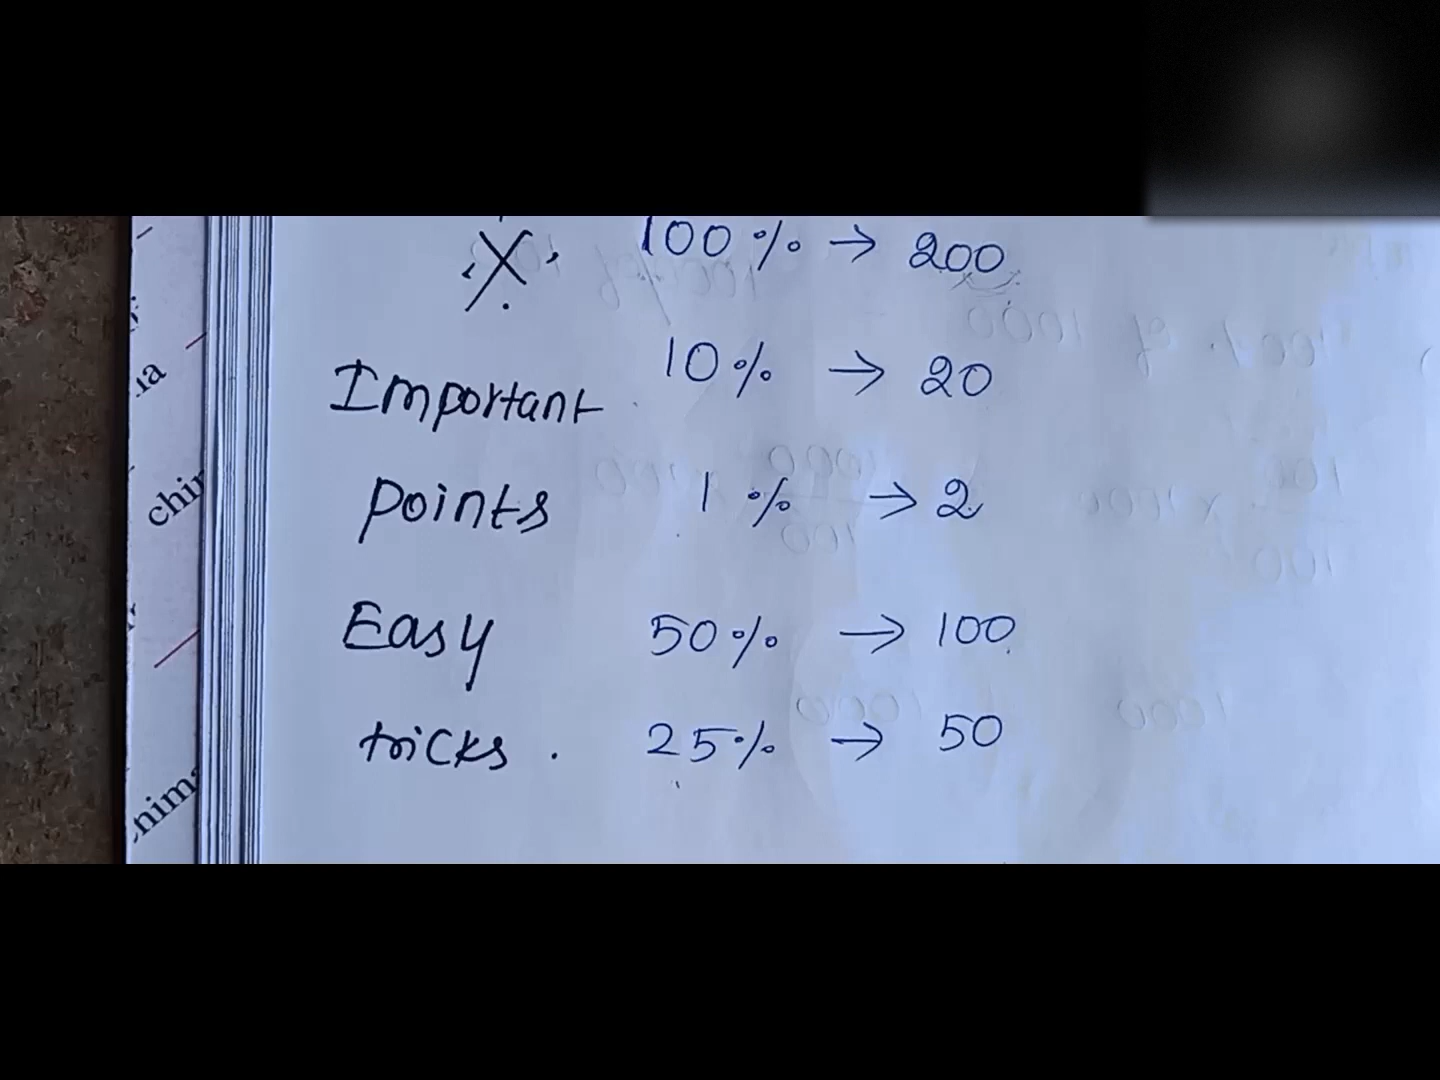 100% → 200
Important 10% → 20
points 1% → 2
Easy 50% → 100
tricks. 25% → 50